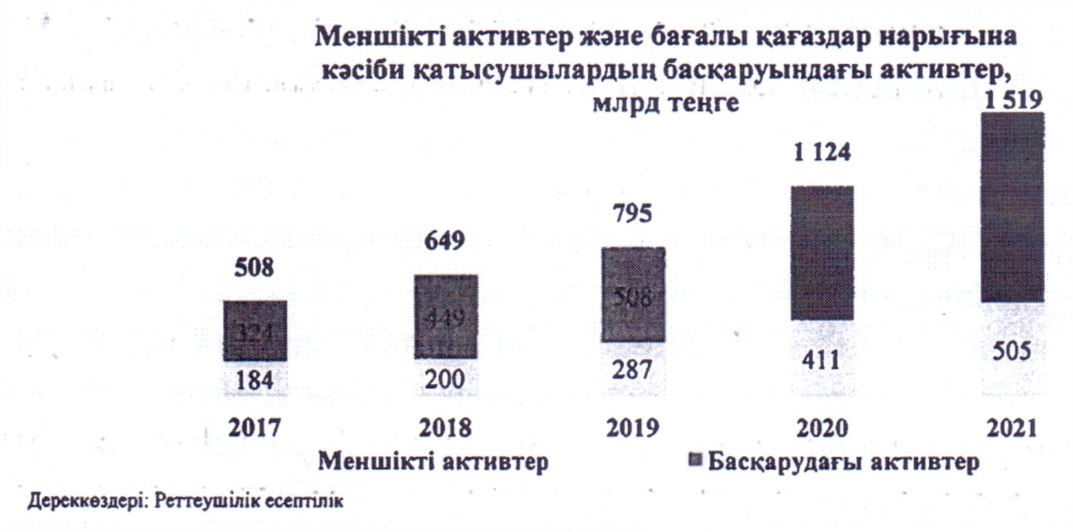 Меншікті активтер және бағалы қағаздар нарығына
кәсіби қатысушылардың басқаруындағы активтер,
млрд теңге
1 519
1 124
795
649
508
508
449
324
505
411
287
200
184
2017 2018 2019 2020 2021
Меншікті активтер Басқарудағы активтер
Дереккөздері: Реттеушілік есептілік